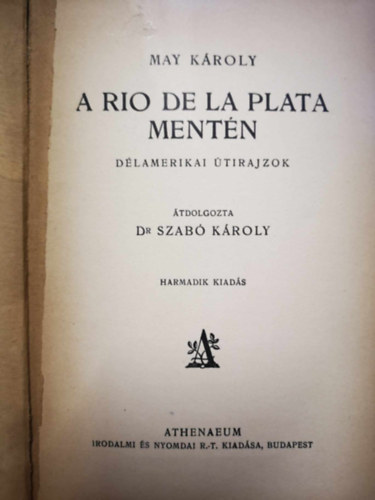 MAY KÁROLY
A RIO DE LA PLATA
MENTÉN
DÉLAMERIKAI ÚTIRAJZOK
ÁTDOLGOZTA
DR SZABÓ KÁROLY
HARMADIK KIADÁS
A
ATHENAEUM
IRODALMI ÉS NYOMDAI R.-T. KIADÁSA, BUDAPEST